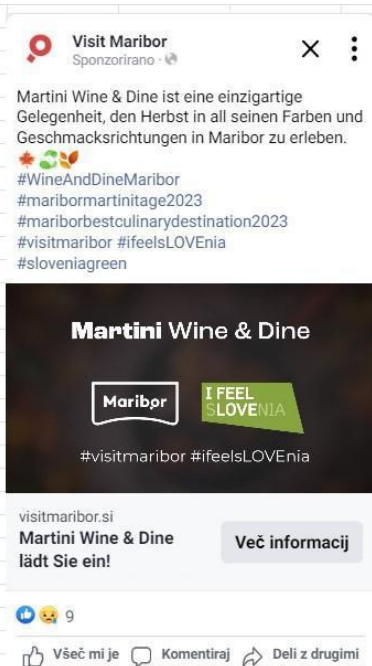 Visit Maribor
Sponzorirano ·
Martini Wine & Dine ist eine einzigartige
Gelegenheit, den Herbst in all seinen Farben und
Geschmacksrichtungen in Maribor zu erleben.
#WineAndDineMaribor
#maribormartinitage2023
#mariborbestculinarydestination2023
#visitmaribor #ifeelsLOVEnia
#sloveniagreen
Martini Wine & Dine
Maribor
I FEEL
SLOVENIA
#visitmaribor #ifeelsLOVEnia
visitmaribor.si
Martini Wine & Dine
lädt Sie ein!
Več informacij
9
Všeč mi je Komentiraj Deli z drugimi